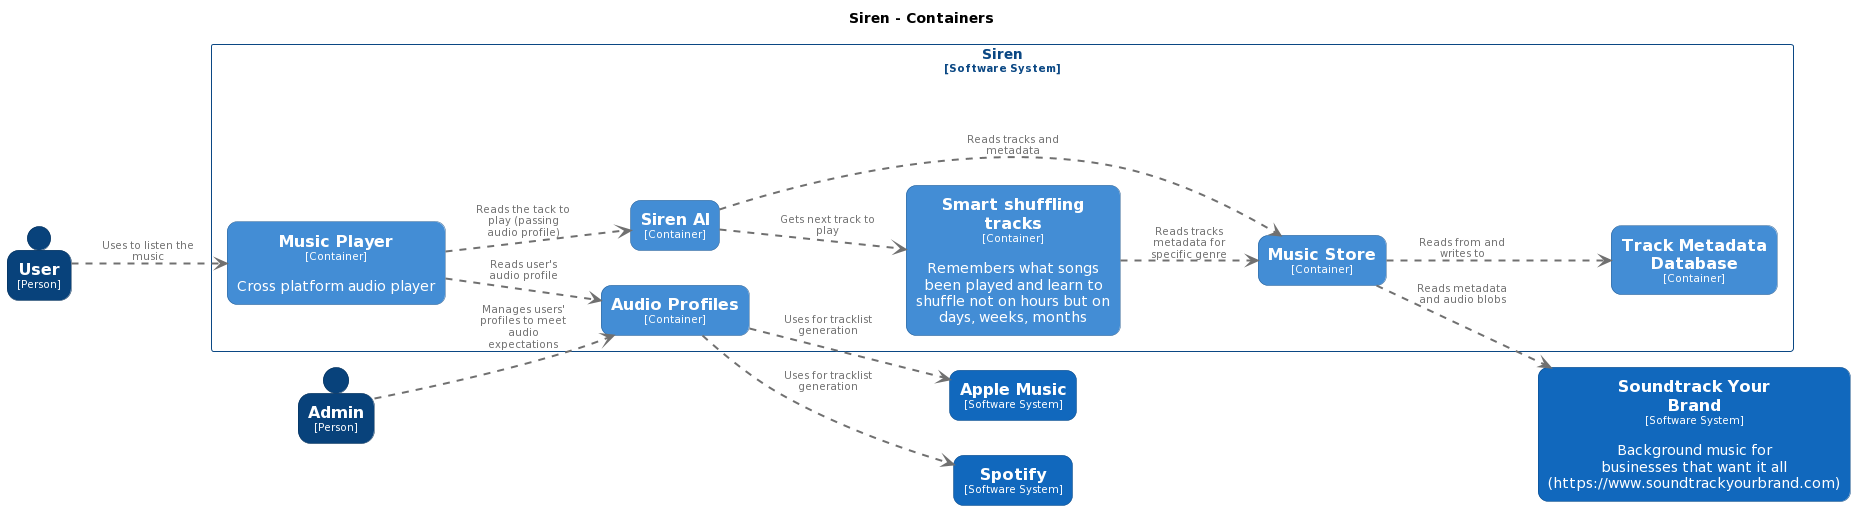 Siren - Containers
Siren
[Software System]
User
[Person]
Uses to listen the
music
Music Player
[Container]
Cross platform audio player
Reads the tack to
play (passing
audio profile)
Reads user's
audio profile
Manages users'
profiles to meet
audio
expectations
Admin
[Person]
Siren AI
[Container]
Audio Profiles
[Container]
Reads tracks and
metadata
Gets next track to
play
Uses for tracklist
generation
Uses for tracklist
generation
Smart shuffling
tracks
[Container]
Remembers what songs
been played and learn to
shuffle not on hours but on
days, weeks, months
Apple Music
[Software System]
Spotify
[Software System]
Reads tracks
metadata for
specific genre
Music Store
[Container]
Reads from and
writes to
Reads metadata
and audio blobs
Track Metadata
Database
[Container]
Soundtrack Your
Brand
[Software System]
Background music for
businesses that want it all
(https://www.soundtrackyourbrand.com)